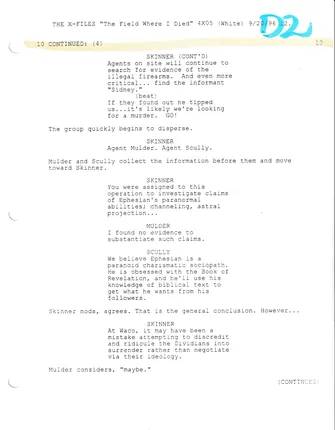 THE X-FILES "The Field Where I Died" 4X05 (White) 9/20/96 12.
D2
10 CONTINUED: (4) 10
SKINNER (CONT'D)
Agents on site will continue to
search for evidence of the
illegal firearms. And even more
critical... find the informant
"Sidney."
(beat)
If they found out he tipped
us...it's likely we're looking
for a murder. GO!
The group quickly begins to disperse.
SKINNER
Agent Mulder. Agent Scully.
Mulder and Scully collect the information before them and move
toward Skinner.
SKINNER
You were assigned to this
operation to investigate claims
of Ephesian's paranormal
abilities; channeling, astral
projection...
MULDER
I found no evidence to
substantiate such claims.
SCULLY
We believe Ephesian is a
paranoid charismatic sociopath.
He is obsessed with the Book of
Revelation, and he'll use his
knowledge of biblical text to
get what he wants from his
followers.
Skinner nods, agrees. That is the general conclusion. However...
SKINNER
At Waco, it may have been a
mistake attempting to discredit
and ridicule the Dividians into
surrender rather than negotiate
via their ideology.
Mulder considers, "maybe."
(CONTINUED)